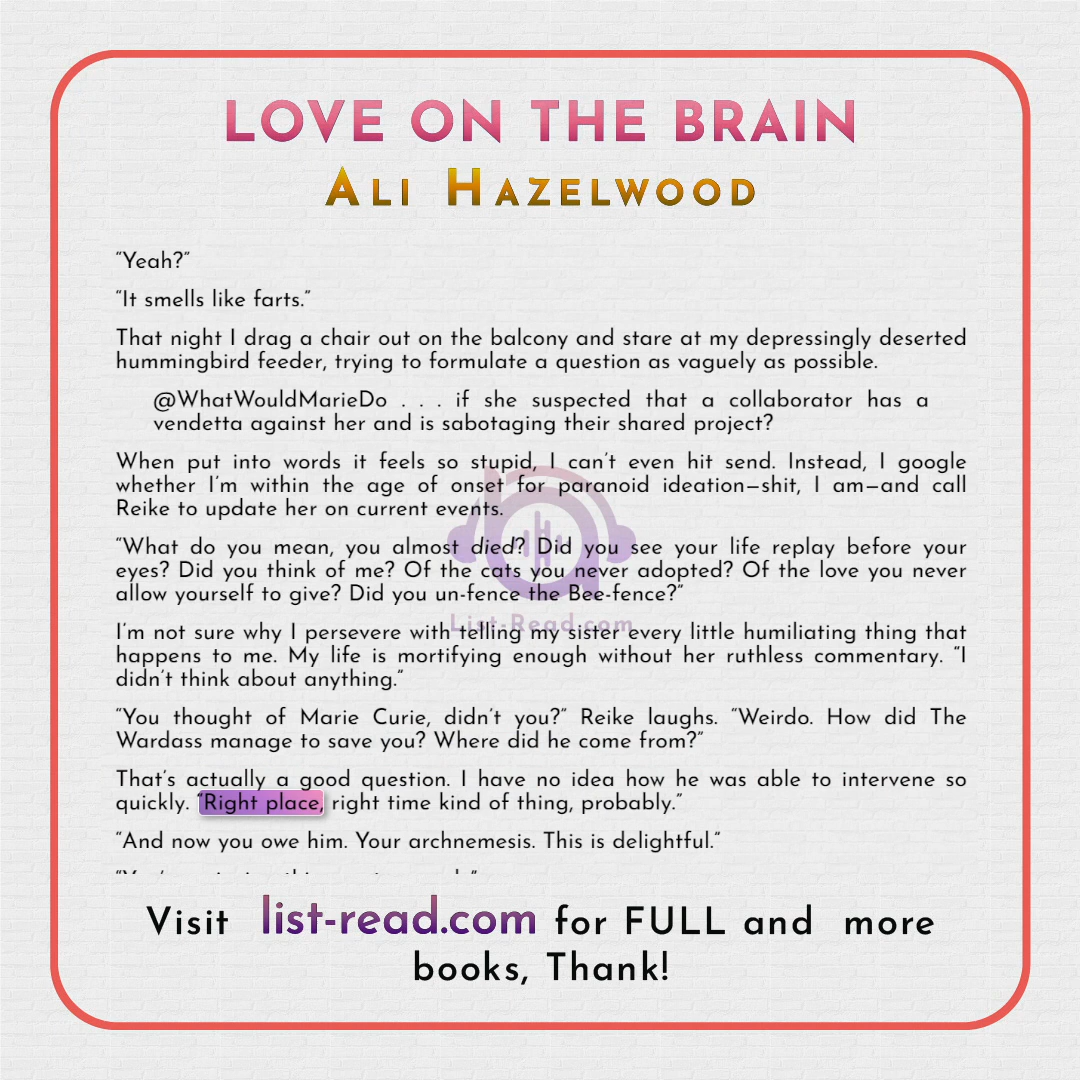 LOVE ON THE BRAIN
ALI HAZELWOOD
“Yeah?”
“It smells like farts.”
That night I drag a chair out on the balcony and stare at my depressingly deserted
hummingbird feeder, trying to formulate a question as vaguely as possible.
@WhatWouldMarieDo . . . if she suspected that a collaborator has a
vendetta against her and is sabotaging their shared project?
When put into words it feels so stupid, I can’t even hit send. Instead, I google
whether I’m within the age of onset for paranoid ideation—shit, I am—and call
Reike to update her on current events.
“What do you mean, you almost died? Did you see your life replay before your
eyes? Did you think of me? Of the cats you never adopted? Of the love you never
allow yourself to give? Did you un-fence the Bee-fence?”
List-Read.com
I’m not sure why I persevere with telling my sister every little humiliating thing that
happens to me. My life is mortifying enough without her ruthless commentary. “I
didn’t think about anything.”
“You thought of Marie Curie, didn’t you?” Reike laughs. “Weirdo. How did The
Wardass manage to save you? Where did he come from?”
That’s actually a good question. I have no idea how he was able to intervene so
quickly. “Right place, right time kind of thing, probably.”
“And now you owe him. Your archnemesis. This is delightful.”
Visit list-read.com for FULL and more
books, Thank!